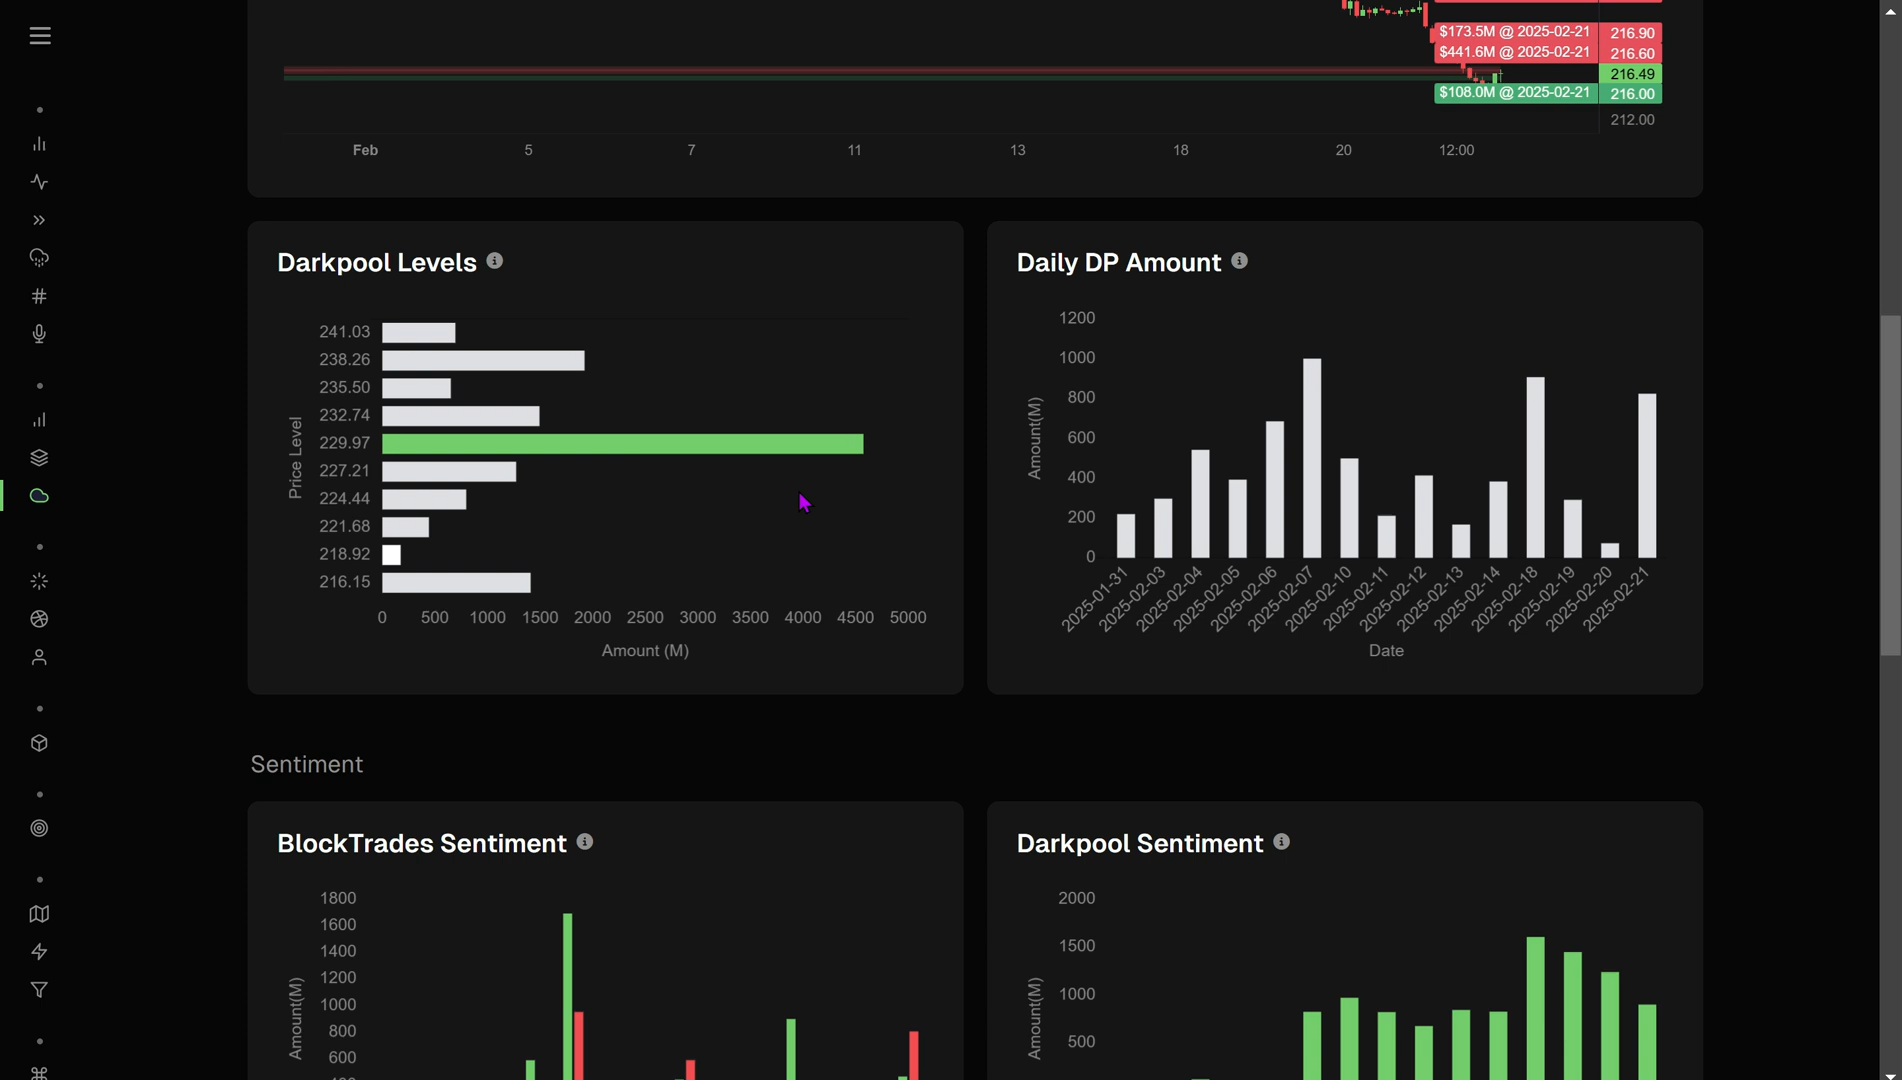 $173.5M @ 2025-02-21 216.90
$441.6M @ 2025-02-21 216.60
216.49
$108.0M @ 2025-02-21 216.00
212.00
Feb 5 7 11 13 18 20 12:00
Darkpool Levels
Price Level
241.03
238.26
235.50
232.74
229.97
227.21
224.44
221.68
218.92
216.15
0 500 1000 1500 2000 2500 3000 3500 4000 4500 5000
Amount (M)
Daily DP Amount
Amount(M)
1200
1000
800
600
400
200
0
2025-01-31 2025-02-03 2025-02-04 2025-02-05 2025-02-06 2025-02-07 2025-02-10 2025-02-11 2025-02-12 2025-02-13 2025-02-14 2025-02-18 2025-02-19 2025-02-20 2025-02-21
Date
Sentiment
BlockTrades Sentiment
Amount(M)
1800
1600
1400
1200
1000
800
600
Darkpool Sentiment
Amount(M)
2000
1500
1000
500